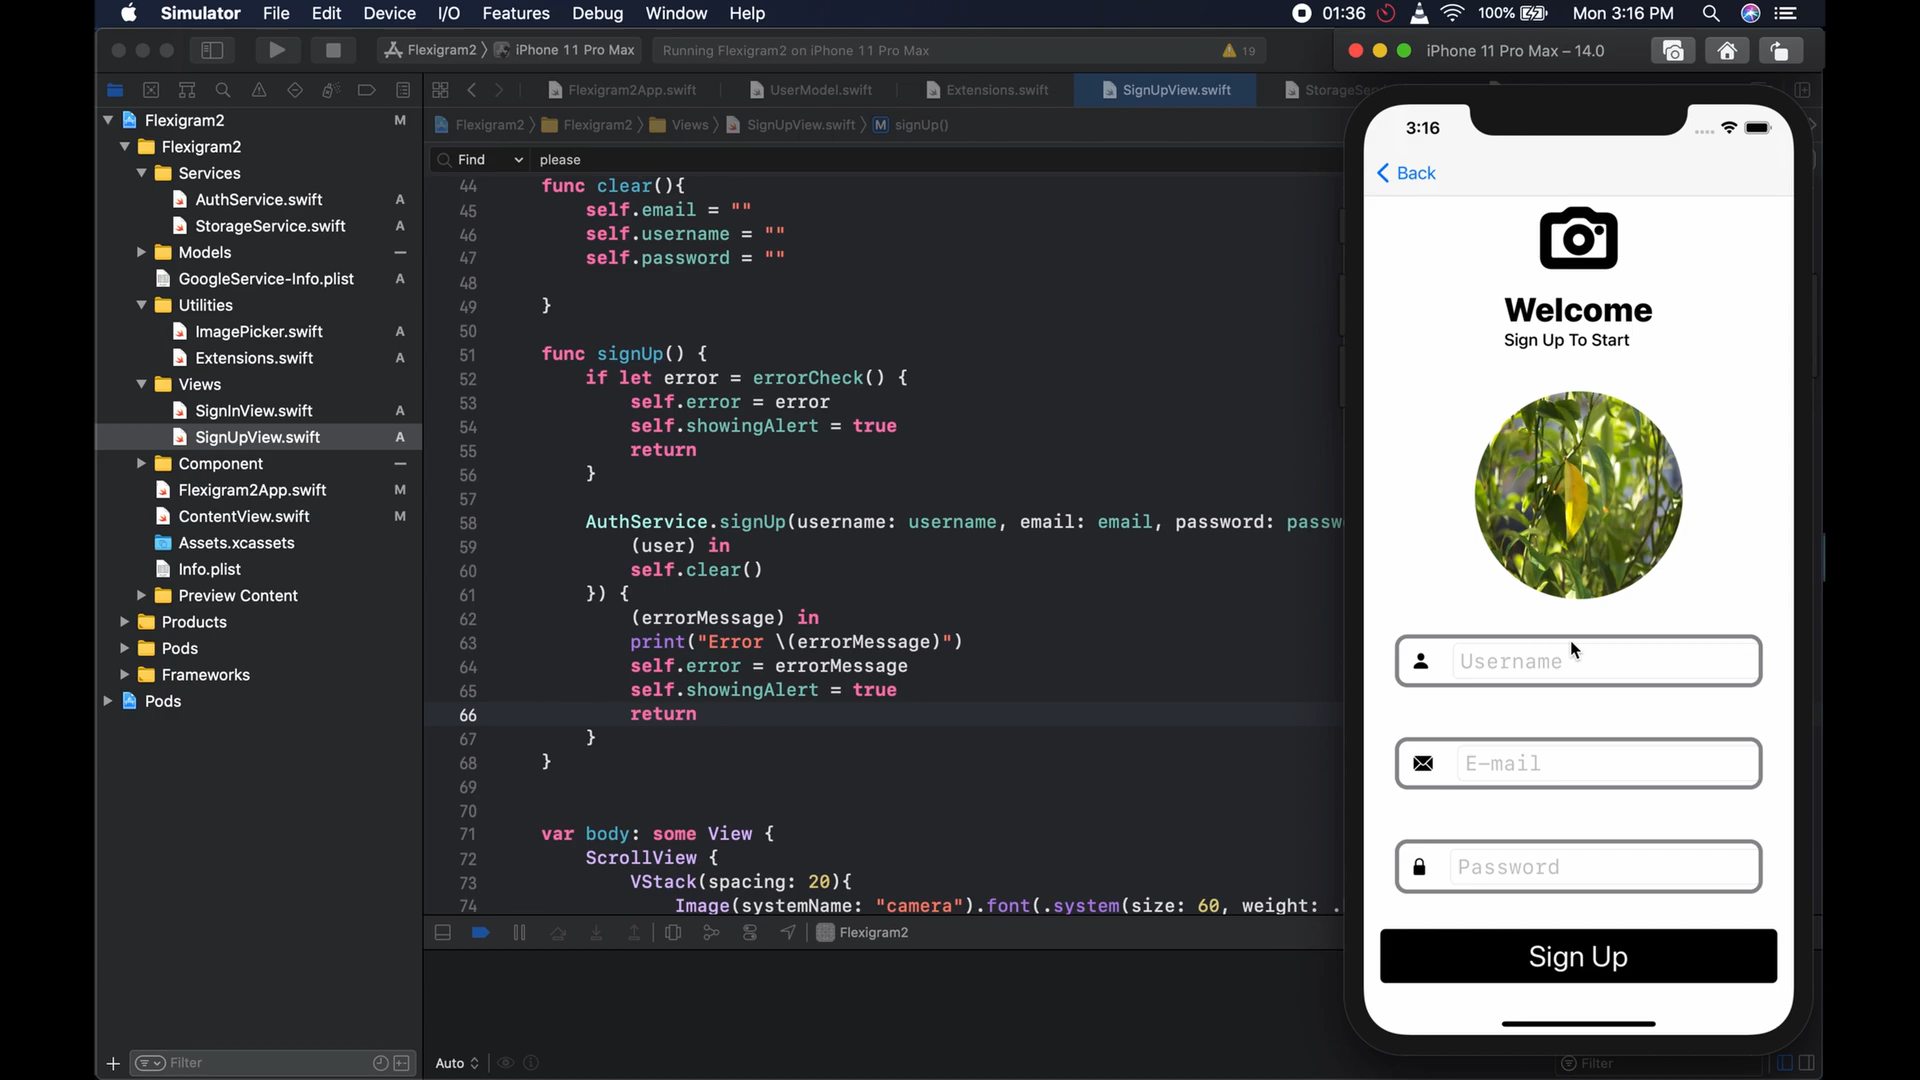 Simulator File Edit Device I/O Features Debug Window Help 01:36 100% Mon 3:16 PM
Flexigram2 iPhone 11 Pro Max Running Flexigram2 on iPhone 11 Pro Max 19
iPhone 11 Pro Max – 14.0
Flexigram2App.swift UserModel.swift Extensions.swift SignUpView.swift
Flexigram2 Flexigram2 Views SignUpView.swift M signUp()
Find please
Flexigram2 M
Flexigram2
Services
AuthService.swift A
StorageService.swift A
Models
GoogleService-Info.plist A
Utilities
ImagePicker.swift A
Extensions.swift A
Views
SignInView.swift A
SignUpView.swift A
Component
Flexigram2App.swift M
ContentView.swift M
Assets.xcassets
Info.plist
Preview Content
Products
Pods
Frameworks
Pods
Filter
44 func clear(){
45 self.email = ""
46 self.username = ""
47 self.password = ""
48
49 }
50
51 func signUp() {
52 if let error = errorCheck() {
53 self.error = error
54 self.showingAlert = true
55 return
56 }
57
58 AuthService.signUp(username: username, email: email, password: passw
59 (user) in
60 self.clear()
61 }) {
62 (errorMessage) in
63 print("Error \(errorMessage)")
64 self.error = errorMessage
65 self.showingAlert = true
66 return
67 }
68 }
69
70
71 var body: some View {
72 ScrollView {
73 VStack(spacing: 20){
74 Image(systemName: "camera").font(.system(size: 60, weight: .
Flexigram2
Auto
Filter
3:16
Back
Welcome
Sign Up To Start
Username
E-mail
Password
Sign Up